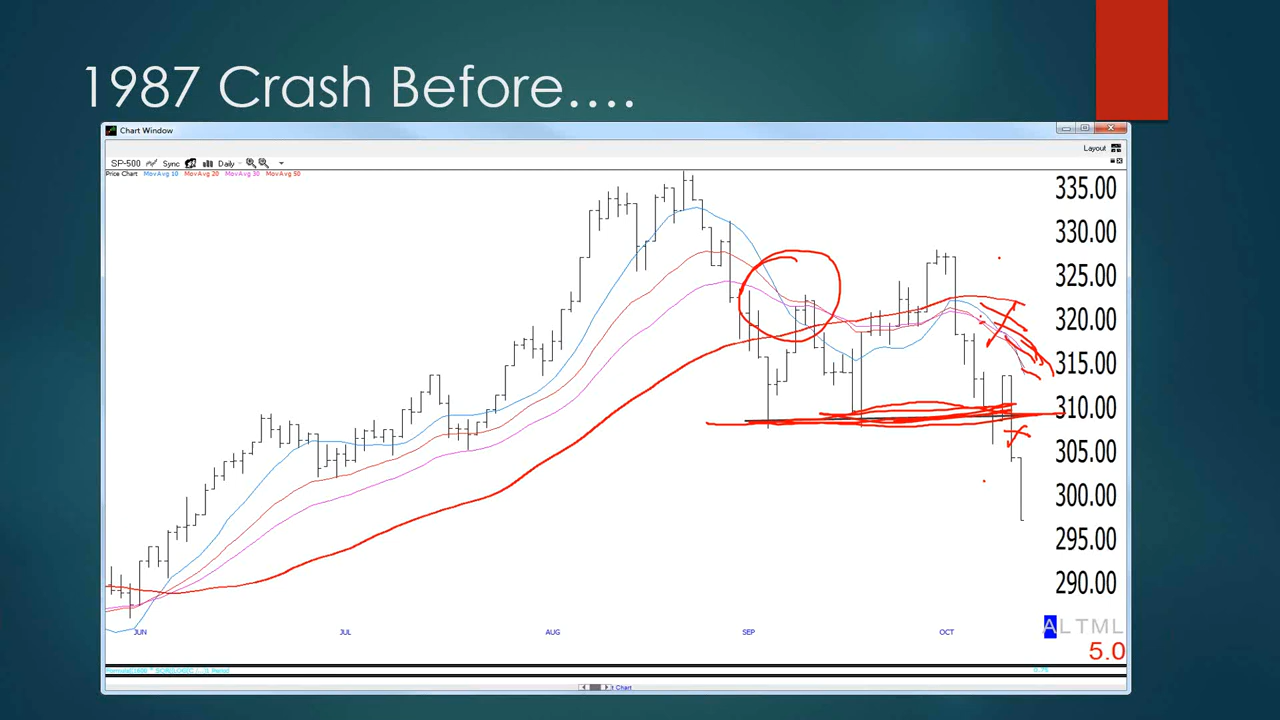 1987 Crash Before....
Chart Window
Layout
SP-500 Sync Daily
Price Chart MovAvg 10 MovAvg 20 MovAvg 30 MovAvg 50
335.00
330.00
325.00
320.00
315.00
310.00
305.00
300.00
295.00
290.00
JUN JUL AUG SEP OCT
ALTML
5.0
Chart